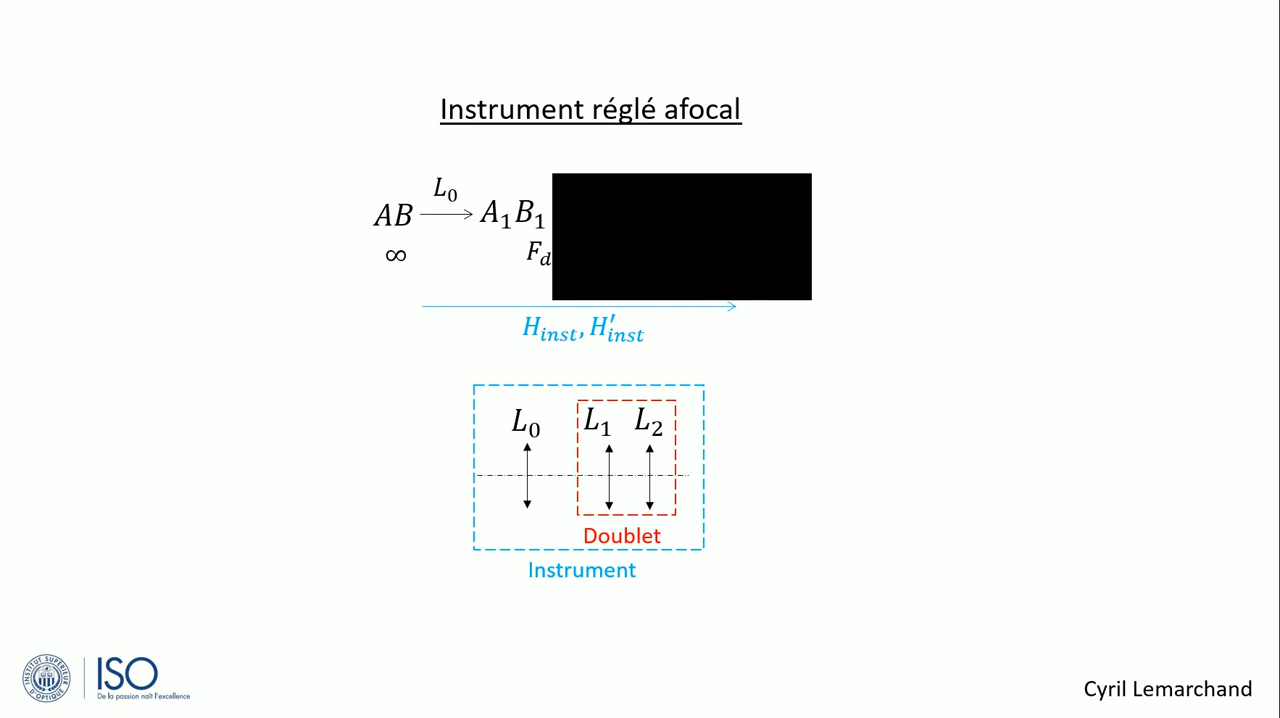 Instrument réglé afocal
L₀
AB → A₁B₁
∞ F_d
H_inst, H'_inst
L₀ L₁ L₂
Doublet
Instrument
INSTITUT SUPÉRIEUR D'OPTIQUE
ISO
De la passion naît l'excellence
Cyril Lemarchand